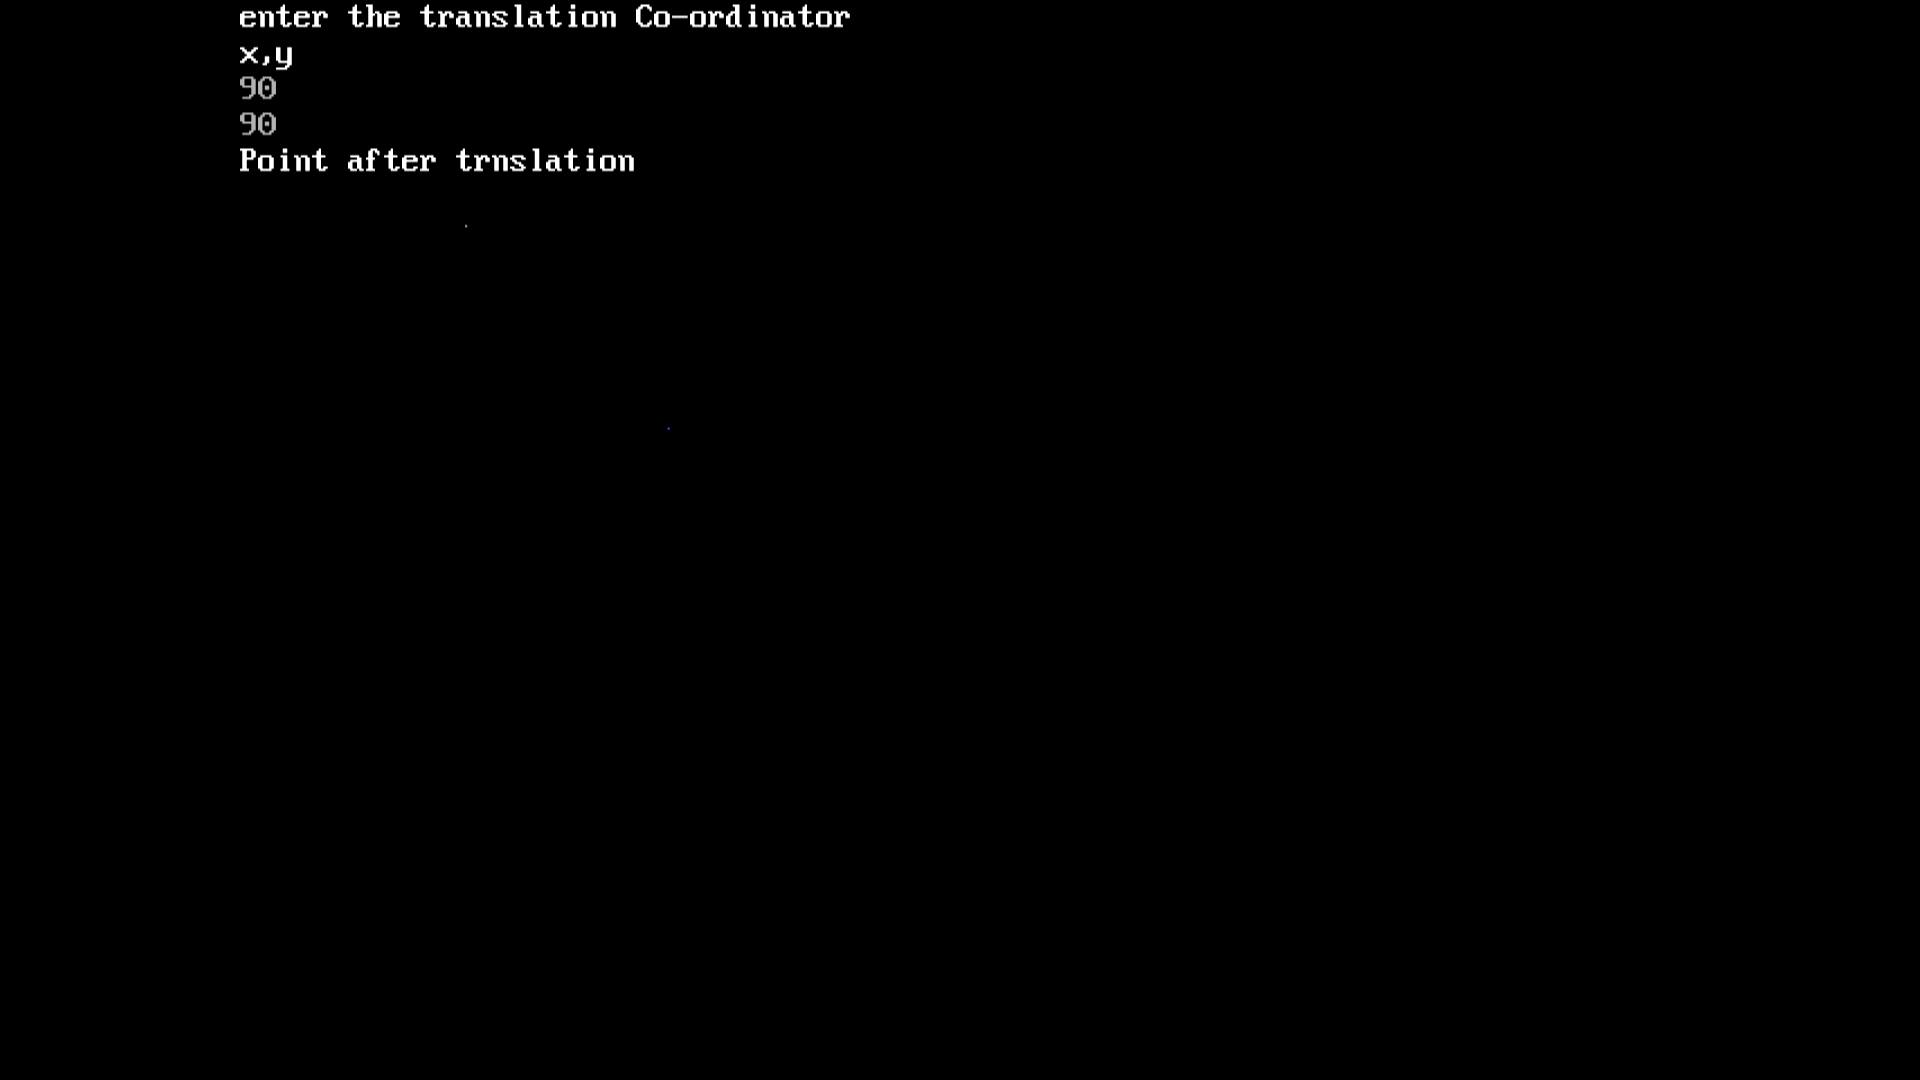 enter the translation Co-ordinator
x,y
90
90
Point after trnslation